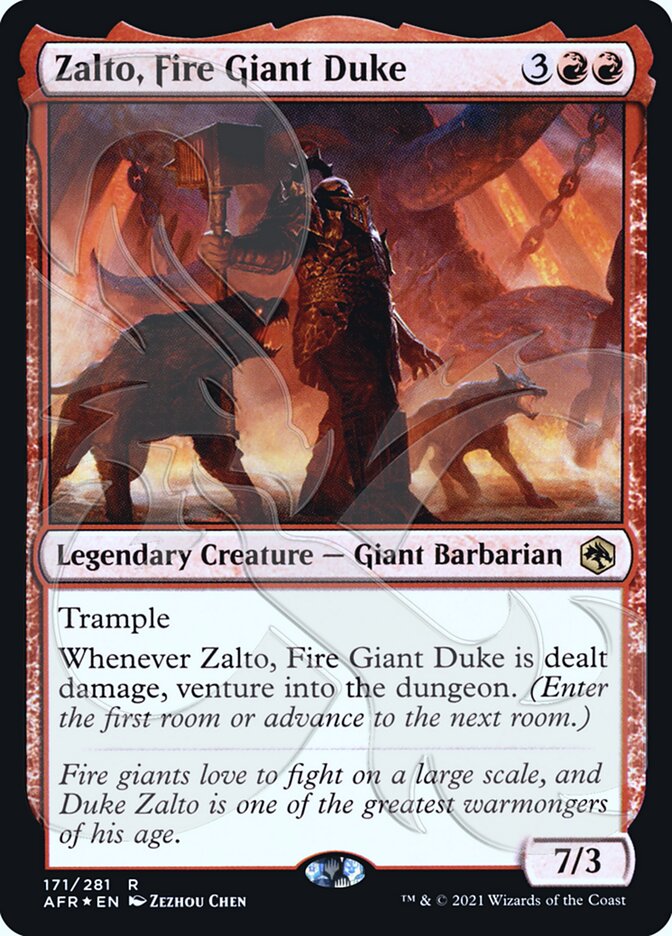 Zalto, Fire Giant Duke 3
Legendary Creature — Giant Barbarian
Trample
Whenever Zalto, Fire Giant Duke is dealt
damage, venture into the dungeon. (Enter
the first room or advance to the next room.)
Fire giants love to fight on a large scale, and
Duke Zalto is one of the greatest warmongers
of his age.
7/3
171/281 R
AFR★EN Zezhou Chen
™ & © 2021 Wizards of the Coast